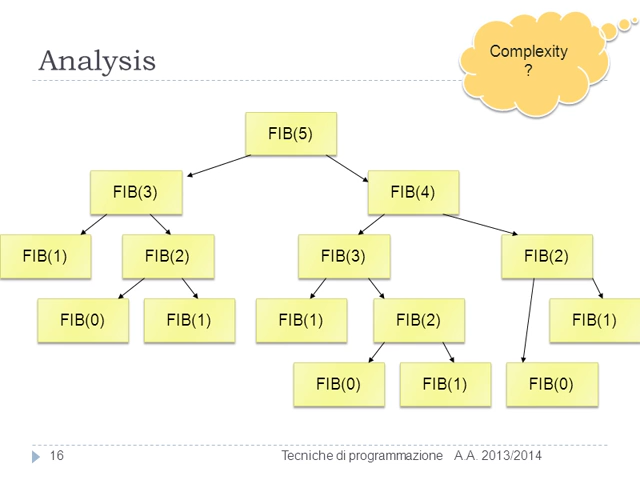 Analysis
Complexity
?
FIB(5)
FIB(3)
FIB(4)
FIB(1)
FIB(2)
FIB(3)
FIB(2)
FIB(0)
FIB(1)
FIB(1)
FIB(2)
FIB(1)
FIB(0)
FIB(1)
FIB(0)
16
Tecniche di programmazione A.A. 2013/2014